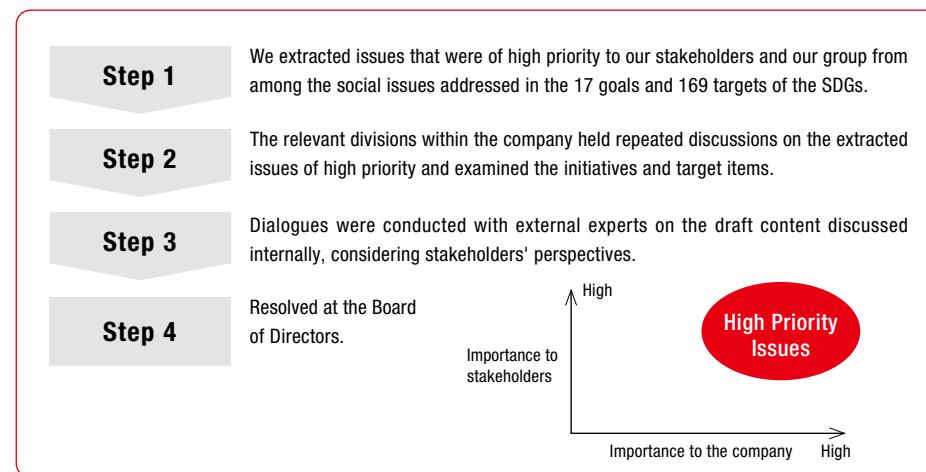 Step 1
We extracted issues that were of high priority to our stakeholders and our group from
among the social issues addressed in the 17 goals and 169 targets of the SDGs.
Step 2
The relevant divisions within the company held repeated discussions on the extracted
issues of high priority and examined the initiatives and target items.
Step 3
Dialogues were conducted with external experts on the draft content discussed
internally, considering stakeholders' perspectives.
Step 4
Resolved at the Board
of Directors.
High
High Priority
Issues
Importance to
stakeholders
Importance to the company
High